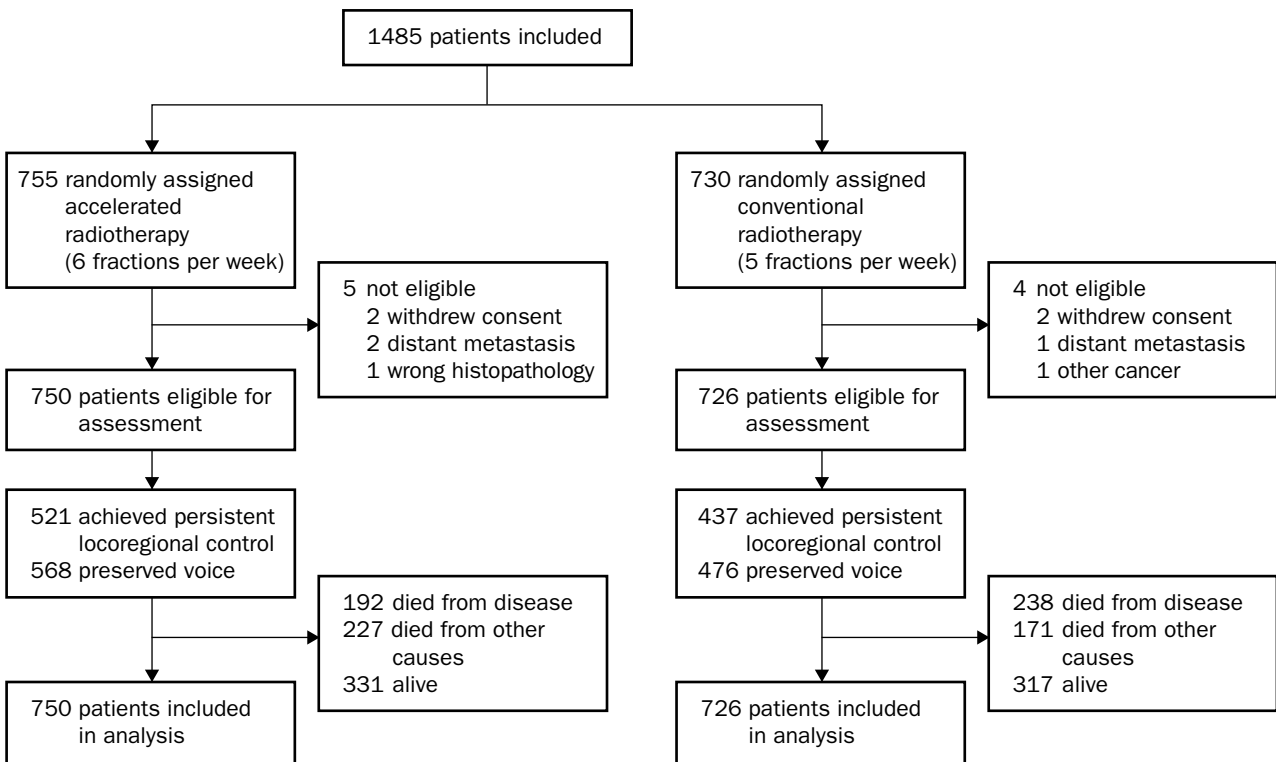 1485 patients included
755 randomly assigned
accelerated
radiotherapy
(6 fractions per week)
5 not eligible
2 withdrew consent
2 distant metastasis
1 wrong histopathology
750 patients eligible for
assessment
521 achieved persistent
locoregional control
568 preserved voice
192 died from disease
227 died from other
causes
331 alive
750 patients included
in analysis
730 randomly assigned
conventional
radiotherapy
(5 fractions per week)
4 not eligible
2 withdrew consent
1 distant metastasis
1 other cancer
726 patients eligible for
assessment
437 achieved persistent
locoregional control
476 preserved voice
238 died from disease
171 died from other
causes
317 alive
726 patients included
in analysis